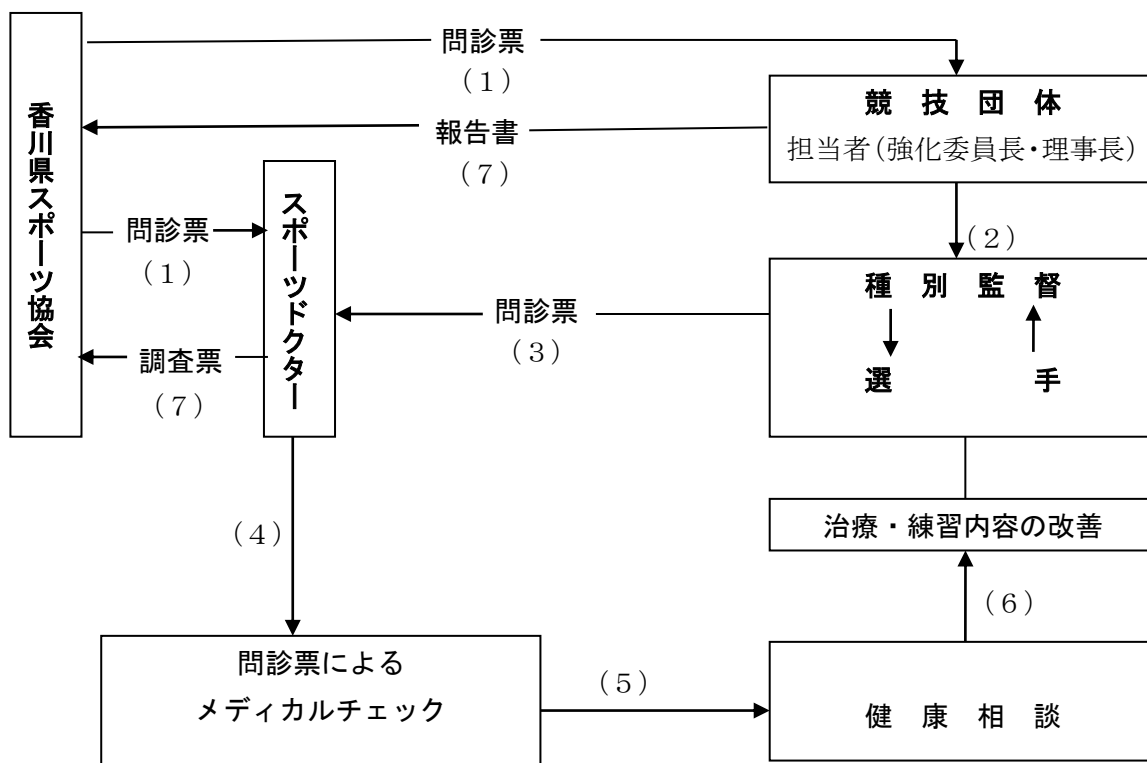 問診票
（１）
競 技 団 体
担当者（強化委員長・理事長）
報告書
（７）
香川県スポーツ協会
スポーツドクター
問診票
（１）
（２）
種 別 監 督
選 手
問診票
（３）
調査票
（７）
（４）
治療・練習内容の改善
（６）
問診票による
メディカルチェック
（５）
健 康 相 談